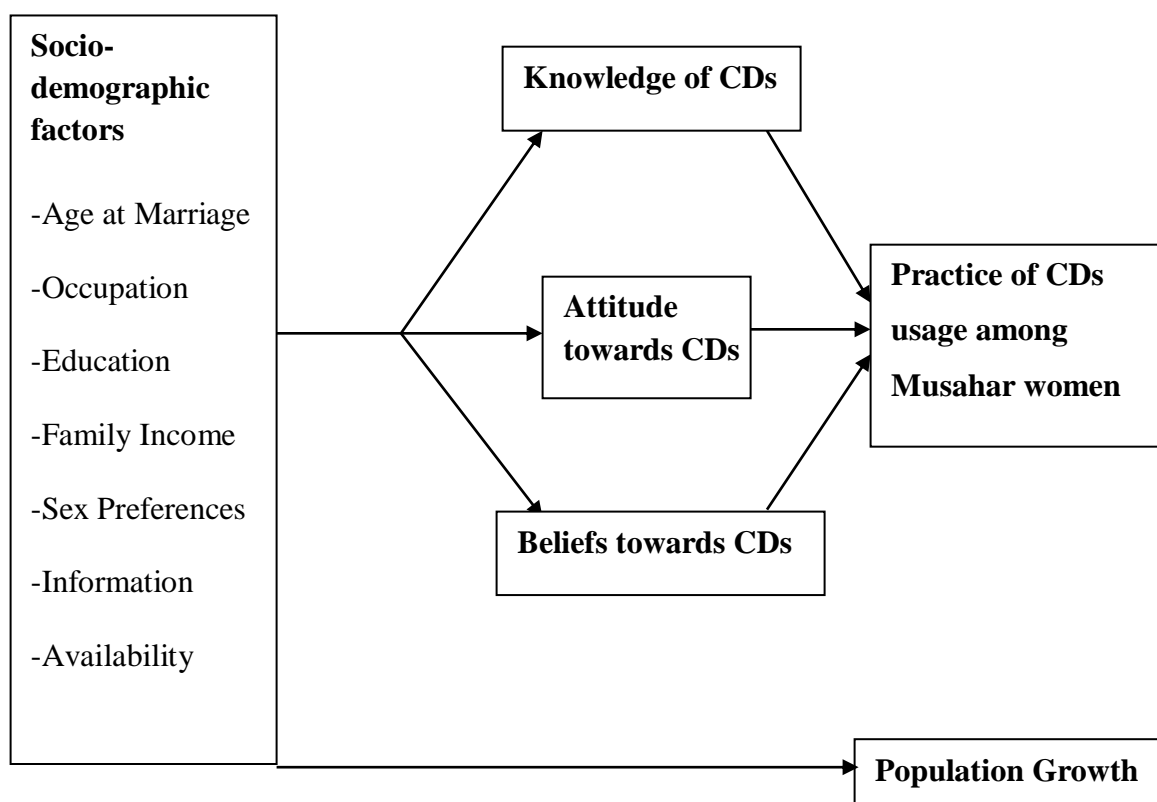 Socio-
demographic
factors
-Age at Marriage
-Occupation
-Education
-Family Income
-Sex Preferences
-Information
-Availability
Knowledge of CDs
Attitude
towards CDs
Beliefs towards CDs
Practice of CDs
usage among
Musahar women
Population Growth